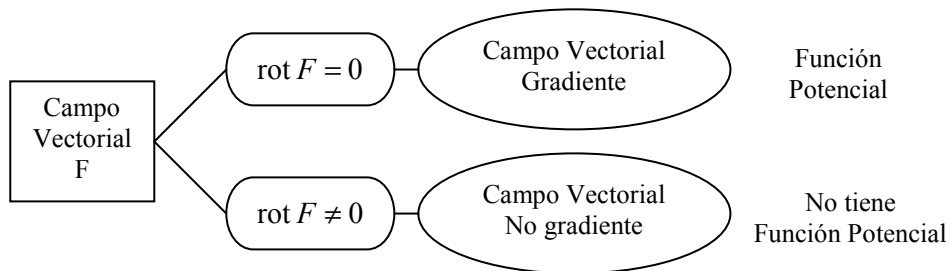 Campo
Vectorial
F
rot F = 0
Campo Vectorial
Gradiente
Función
Potencial
rot F ≠ 0
Campo Vectorial
No gradiente
No tiene
Función Potencial